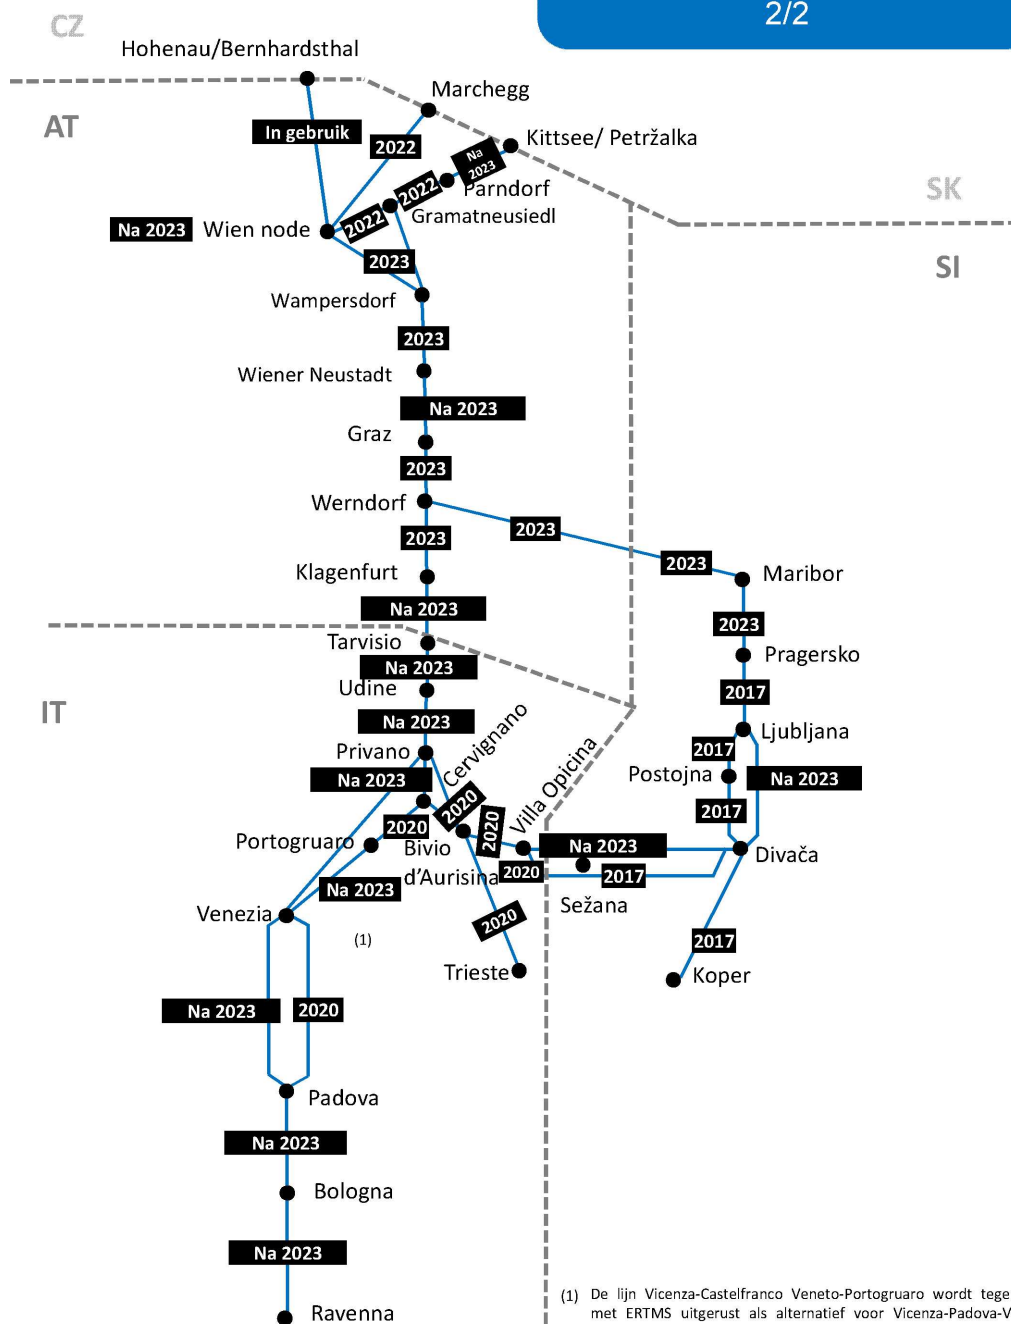 2/2
CZ
Hohenau/Bernhardsthal
Marchegg
AT
In gebruik
2022
Kittsee/ Petržalka
Na 2023
2022
Parndorf
SK
Gramatneusiedl
Na 2023
Wien node
2022
2023
SI
Wampersdorf
2023
Wiener Neustadt
Na 2023
Graz
2023
Werndorf
2023
2023
2023
Klagenfurt
Maribor
Na 2023
2023
Tarvisio
Pragersko
Na 2023
Udine
2017
IT
Na 2023
Cervignano
Ljubljana
Privano
Villa Opicina
2017
Na 2023
Postojna
Na 2023
2020
2017
Portogruaro
2020
2020
Bivio
d'Aurisina
Na 2023
Divača
2020
2017
Na 2023
Sežana
Venezia
(1)
2020
2017
Trieste
Koper
Na 2023
2020
Padova
Na 2023
Bologna
Na 2023
Ravenna
(1) De lijn Vicenza-Castelfranco Veneto-Portogruaro wordt tege
met ERTMS uitgerust als alternatief voor Vicenza-Padova-V